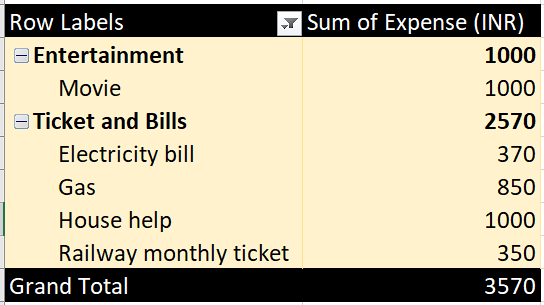 Row Labels Sum of Expense (INR)
Entertainment 1000
Movie 1000
Ticket and Bills 2570
Electricity bill 370
Gas 850
House help 1000
Railway monthly ticket 350
Grand Total 3570